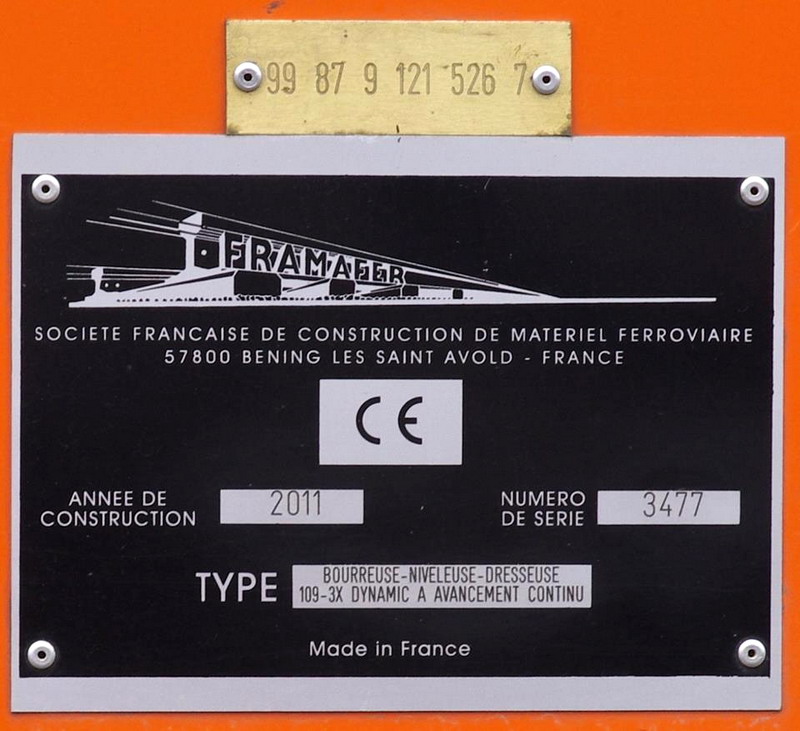 99 87 9 121 526 7
FRAMAFER
SOCIETE FRANCAISE DE CONSTRUCTION DE MATERIEL FERROVIAIRE
57800 BENING LES SAINT AVOLD - FRANCE
CE
ANNEE DE
CONSTRUCTION
2011
NUMERO
DE SERIE
3477
TYPE
BOURREUSE-NIVELEUSE-DRESSEUSE
109-3X DYNAMIC A AVANCEMENT CONTINU
Made in France